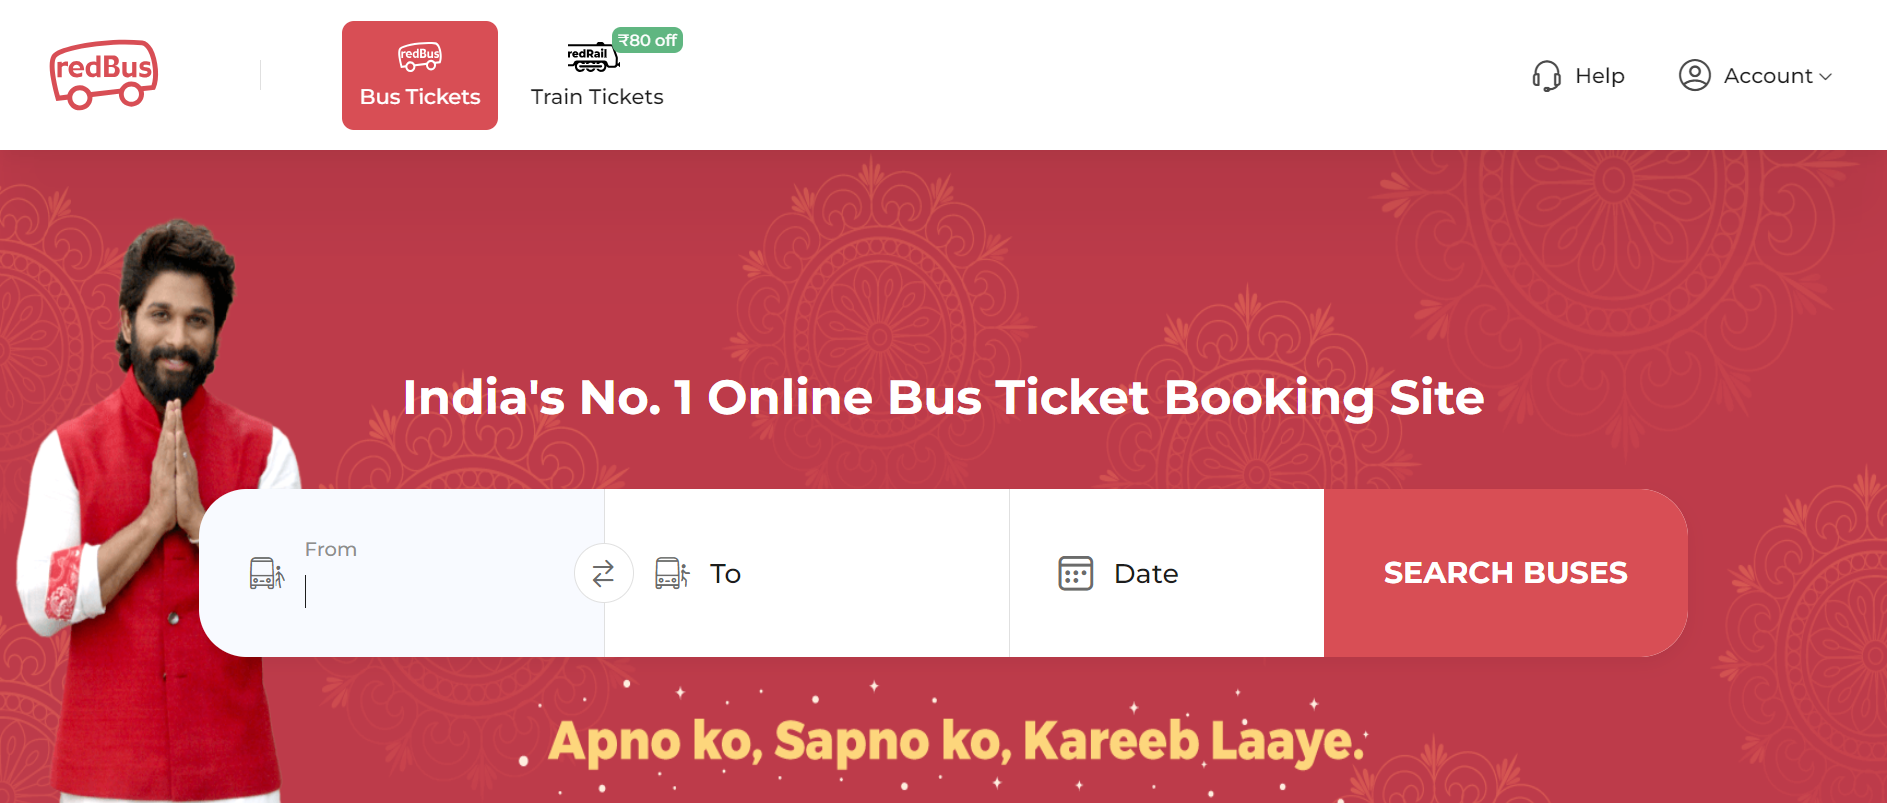 redBus
redBus
Bus Tickets
redRail
₹80 off
Train Tickets
Help
Account
India's No. 1 Online Bus Ticket Booking Site
From
To
Date
SEARCH BUSES
Apno ko, Sapno ko, Kareeb Laaye.